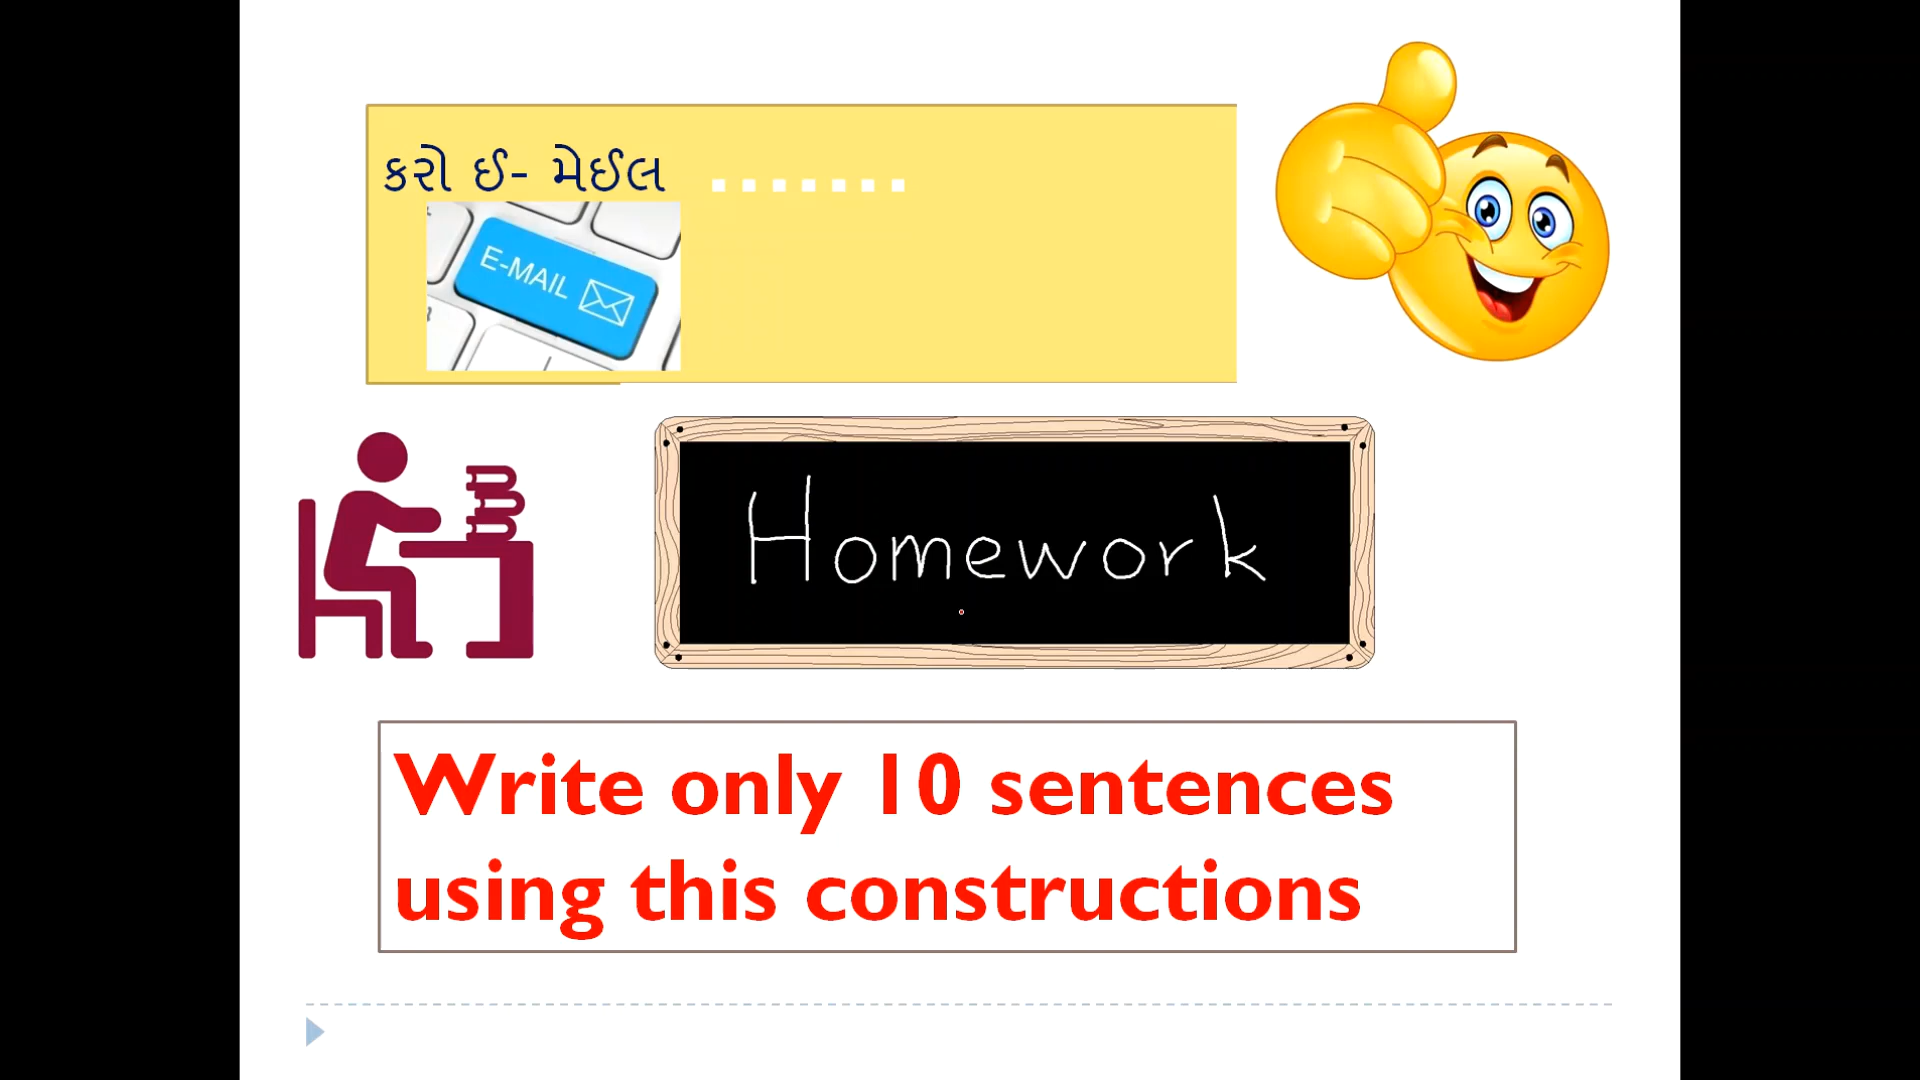 કરો ઈ- મેઈલ .......
E-MAIL
Homework
Write only 10 sentences
using this constructions